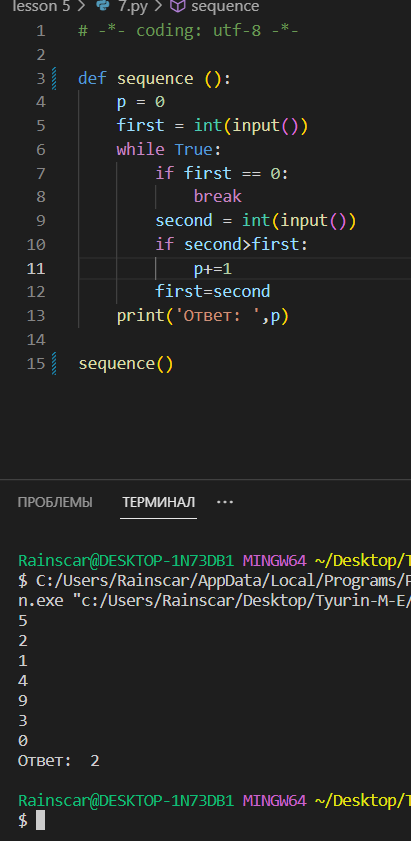 lesson 5 > 7.py > sequence
1 # -*- coding: utf-8 -*-
2
3 def sequence ():
4 p = 0
5 first = int(input())
6 while True:
7 if first == 0:
8 break
9 second = int(input())
10 if second>first:
11 p+=1
12 first=second
13 print('Ответ: ',p)
14
15 sequence()
ПРОБЛЕМЫ ТЕРМИНАЛ ···
Rainscar@DESKTOP-1N73DB1 MINGW64 ~/Desktop/T
$ C:/Users/Rainscar/AppData/Local/Programs/P
n.exe "c:/Users/Rainscar/Desktop/Tyurin-M-E/
5
2
1
4
9
3
0
Ответ:  2
Rainscar@DESKTOP-1N73DB1 MINGW64 ~/Desktop/T
$